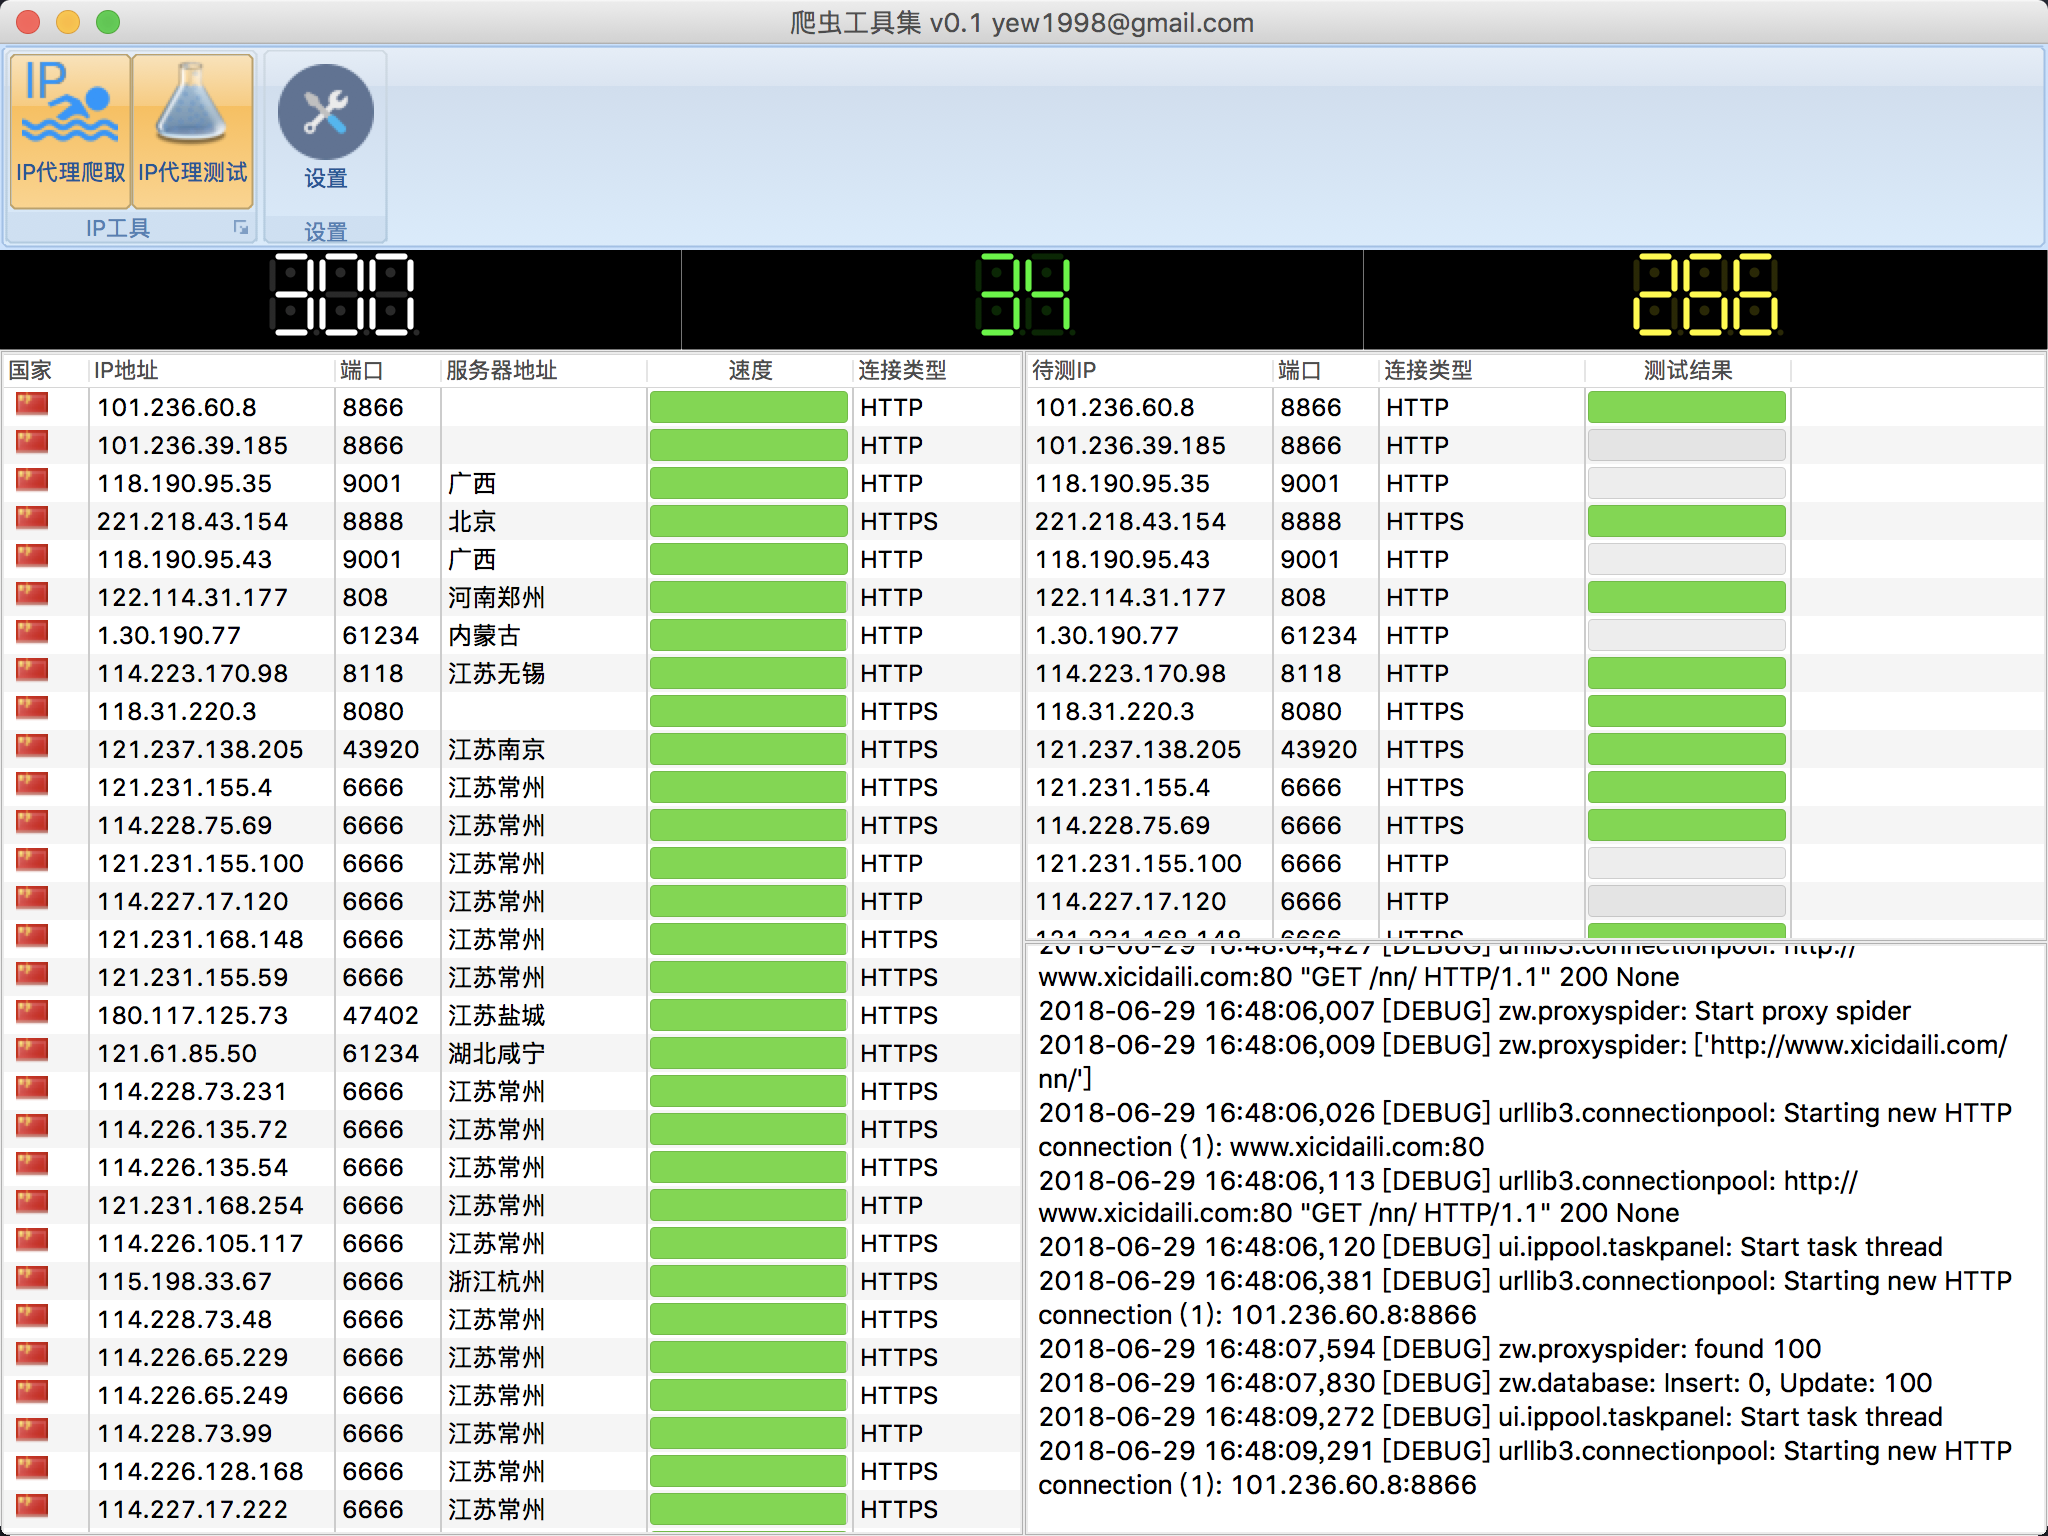 爬虫工具集 v0.1 yew1998@gmail.com
IP
IP代理爬取 IP代理测试 设置
IP工具 设置
300 34 266
国家 IP地址 端口 服务器地址 速度 连接类型
101.236.60.8 8866 HTTP
101.236.39.185 8866 HTTP
118.190.95.35 9001 广西 HTTP
221.218.43.154 8888 北京 HTTPS
118.190.95.43 9001 广西 HTTP
122.114.31.177 808 河南郑州 HTTP
1.30.190.77 61234 内蒙古 HTTP
114.223.170.98 8118 江苏无锡 HTTP
118.31.220.3 8080 HTTPS
121.237.138.205 43920 江苏南京 HTTPS
121.231.155.4 6666 江苏常州 HTTPS
114.228.75.69 6666 江苏常州 HTTPS
121.231.155.100 6666 江苏常州 HTTP
114.227.17.120 6666 江苏常州 HTTP
121.231.168.148 6666 江苏常州 HTTPS
121.231.155.59 6666 江苏常州 HTTPS
180.117.125.73 47402 江苏盐城 HTTPS
121.61.85.50 61234 湖北咸宁 HTTPS
114.228.73.231 6666 江苏常州 HTTPS
114.226.135.72 6666 江苏常州 HTTPS
114.226.135.54 6666 江苏常州 HTTPS
121.231.168.254 6666 江苏常州 HTTP
114.226.105.117 6666 江苏常州 HTTPS
115.198.33.67 6666 浙江杭州 HTTPS
114.228.73.48 6666 江苏常州 HTTPS
114.226.65.229 6666 江苏常州 HTTPS
114.226.65.249 6666 江苏常州 HTTPS
114.228.73.99 6666 江苏常州 HTTP
114.226.128.168 6666 江苏常州 HTTPS
114.227.17.222 6666 江苏常州 HTTPS
待测IP 端口 连接类型 测试结果
101.236.60.8 8866 HTTP
101.236.39.185 8866 HTTP
118.190.95.35 9001 HTTP
221.218.43.154 8888 HTTPS
118.190.95.43 9001 HTTP
122.114.31.177 808 HTTP
1.30.190.77 61234 HTTP
114.223.170.98 8118 HTTP
118.31.220.3 8080 HTTPS
121.237.138.205 43920 HTTPS
121.231.155.4 6666 HTTPS
114.228.75.69 6666 HTTPS
121.231.155.100 6666 HTTP
114.227.17.120 6666 HTTP
121.231.168.148 6666 HTTPS
2018-06-29 16:48:04,427 [DEBUG] urllib3.connectionpool: http://
www.xicidaili.com:80 "GET /nn/ HTTP/1.1" 200 None
2018-06-29 16:48:06,007 [DEBUG] zw.proxyspider: Start proxy spider
2018-06-29 16:48:06,009 [DEBUG] zw.proxyspider: ['http://www.xicidaili.com/
nn/']
2018-06-29 16:48:06,026 [DEBUG] urllib3.connectionpool: Starting new HTTP
connection (1): www.xicidaili.com:80
2018-06-29 16:48:06,113 [DEBUG] urllib3.connectionpool: http://
www.xicidaili.com:80 "GET /nn/ HTTP/1.1" 200 None
2018-06-29 16:48:06,120 [DEBUG] ui.ippool.taskpanel: Start task thread
2018-06-29 16:48:06,381 [DEBUG] urllib3.connectionpool: Starting new HTTP
connection (1): 101.236.60.8:8866
2018-06-29 16:48:07,594 [DEBUG] zw.proxyspider: found 100
2018-06-29 16:48:07,830 [DEBUG] zw.database: Insert: 0, Update: 100
2018-06-29 16:48:09,272 [DEBUG] ui.ippool.taskpanel: Start task thread
2018-06-29 16:48:09,291 [DEBUG] urllib3.connectionpool: Starting new HTTP
connection (1): 101.236.60.8:8866